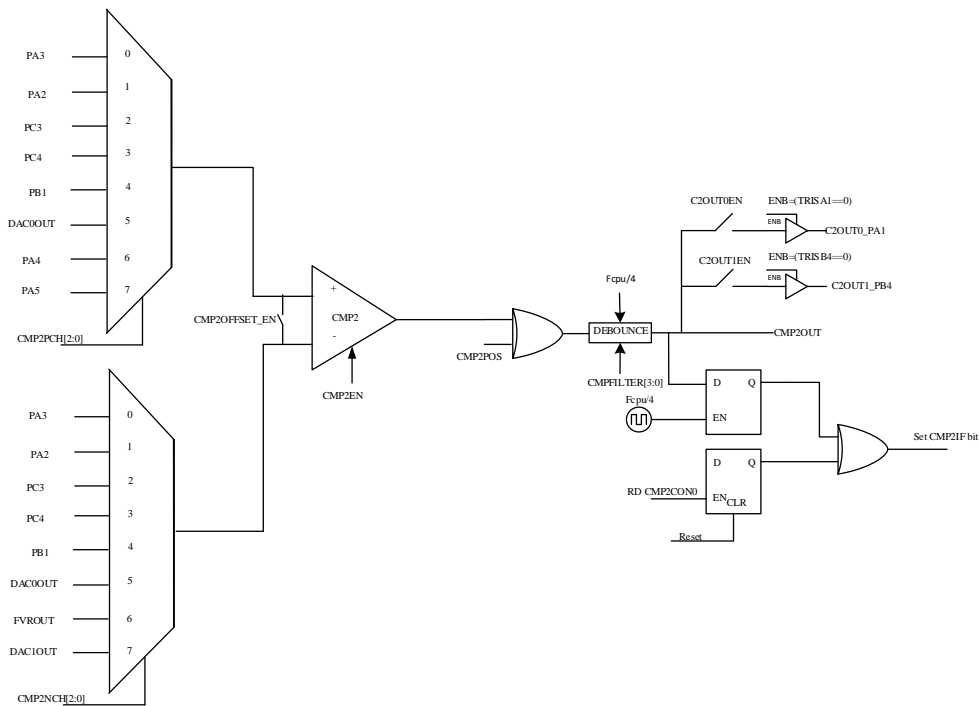 PA3
0
PA2
1
PC3
2
PC4
3
PB1
4
DAC0OUT
5
PA4
6
PA5
7
CMP2PCH[2:0]
CMP2OFFSET_EN
+
CMP2
-
CMP2EN
CMP2POS
Fcpu/4
DEBOUNCE
CMPFILTER[3:0]
C2OUT0EN
ENB=(TRISA1==0)
ENB
C2OUT0_PA1
C2OUT1EN
ENB=(TRISB4==0)
ENB
C2OUT1_PB4
CMP2OUT
Fcpu/4
D
Q
EN
D
Q
RD CMP2CON0
EN
CLR
Reset
Set CMP2IF bit
PA3
0
PA2
1
PC3
2
PC4
3
PB1
4
DAC0OUT
5
FVROUT
6
DAC1OUT
7
CMP2NCH[2:0]